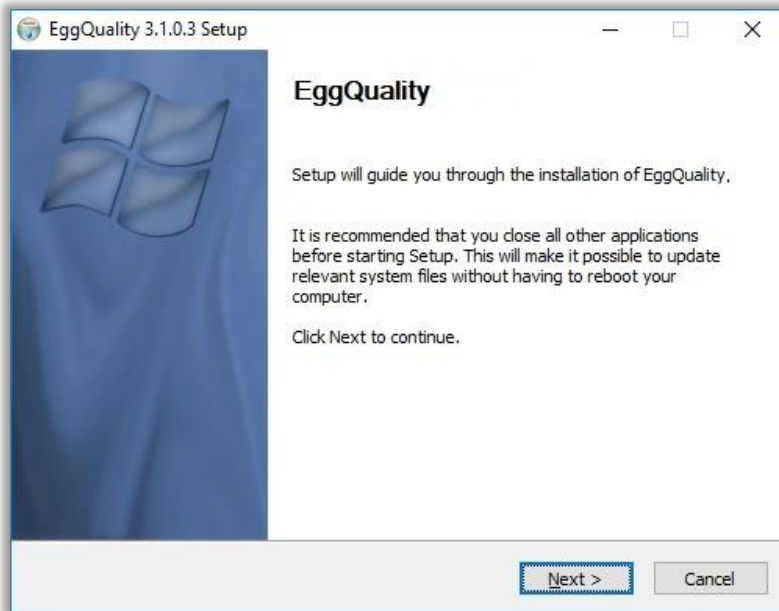 EggQuality 3.1.0.3 Setup
EggQuality
Setup will guide you through the installation of EggQuality.
It is recommended that you close all other applications
before starting Setup. This will make it possible to update
relevant system files without having to reboot your
computer.
Click Next to continue.
Next >
Cancel